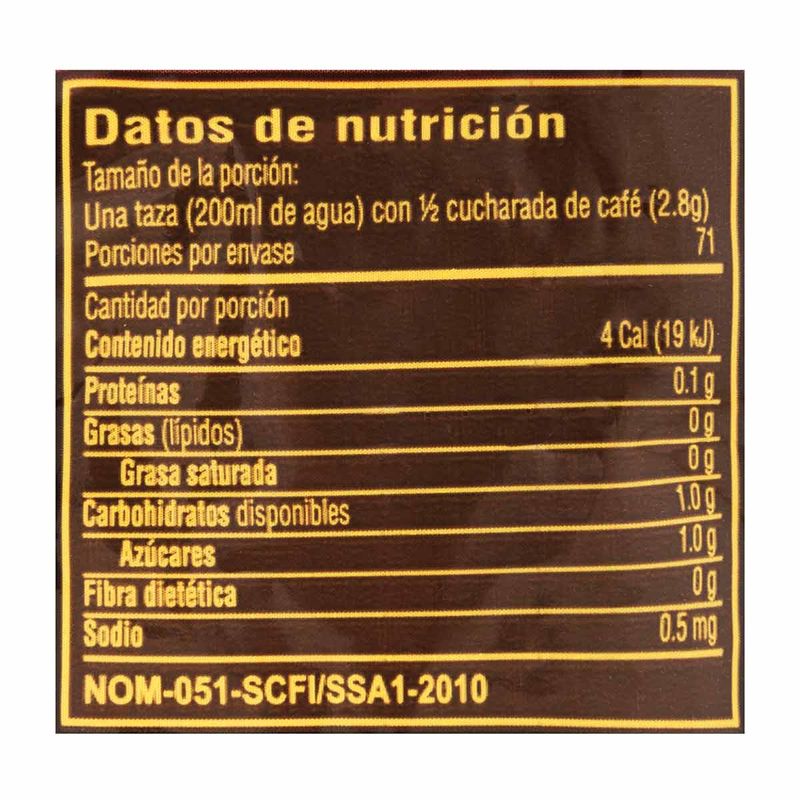 Datos de nutrición
Tamaño de la porción:
Una taza (200ml de agua) con ½ cucharada de café (2.8g)
Porciones por envase 71
Cantidad por porción
Contenido energético 4 Cal (19 kJ)
Proteínas 0.1 g
Grasas (lípidos) 0 g
Grasa saturada 0 g
Carbohidratos disponibles 1.0 g
Azúcares 1.0 g
Fibra dietética 0 g
Sodio 0.5 mg
NOM-051-SCFI/SSA1-2010